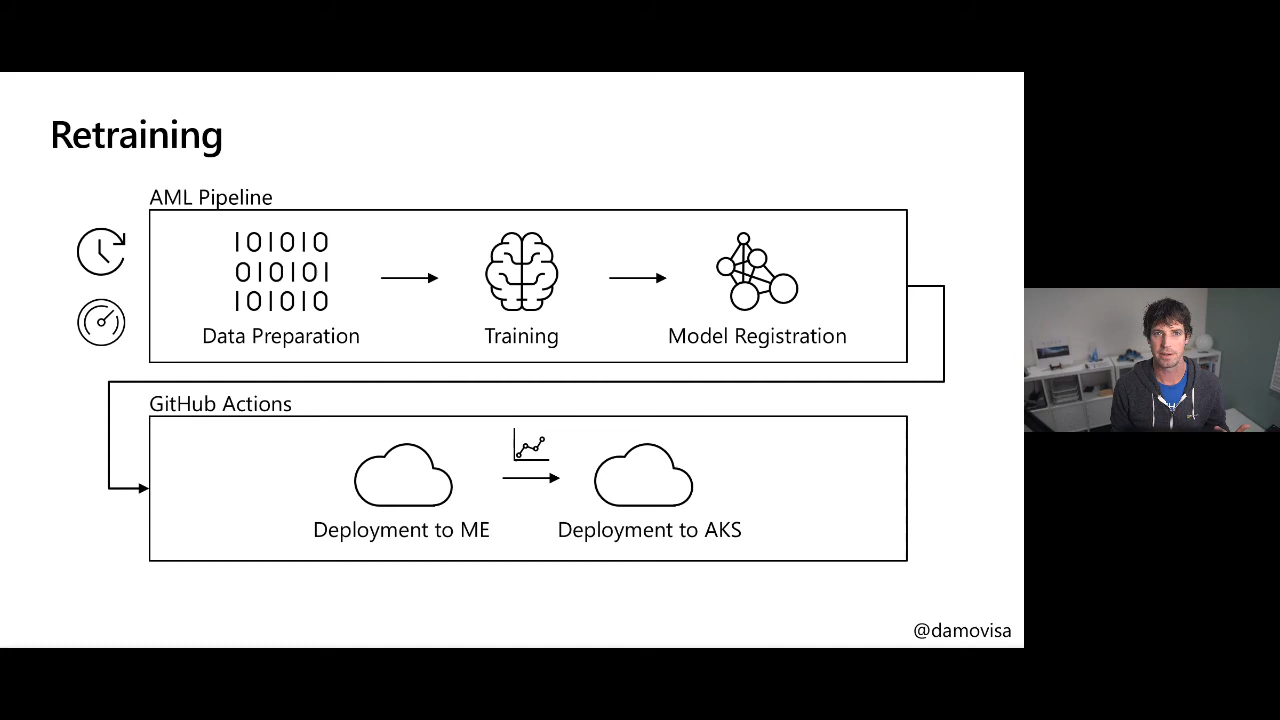 Retraining
AML Pipeline
101010
010101
101010
Data Preparation
Training
Model Registration
GitHub Actions
Deployment to ME
Deployment to AKS
@damovisa